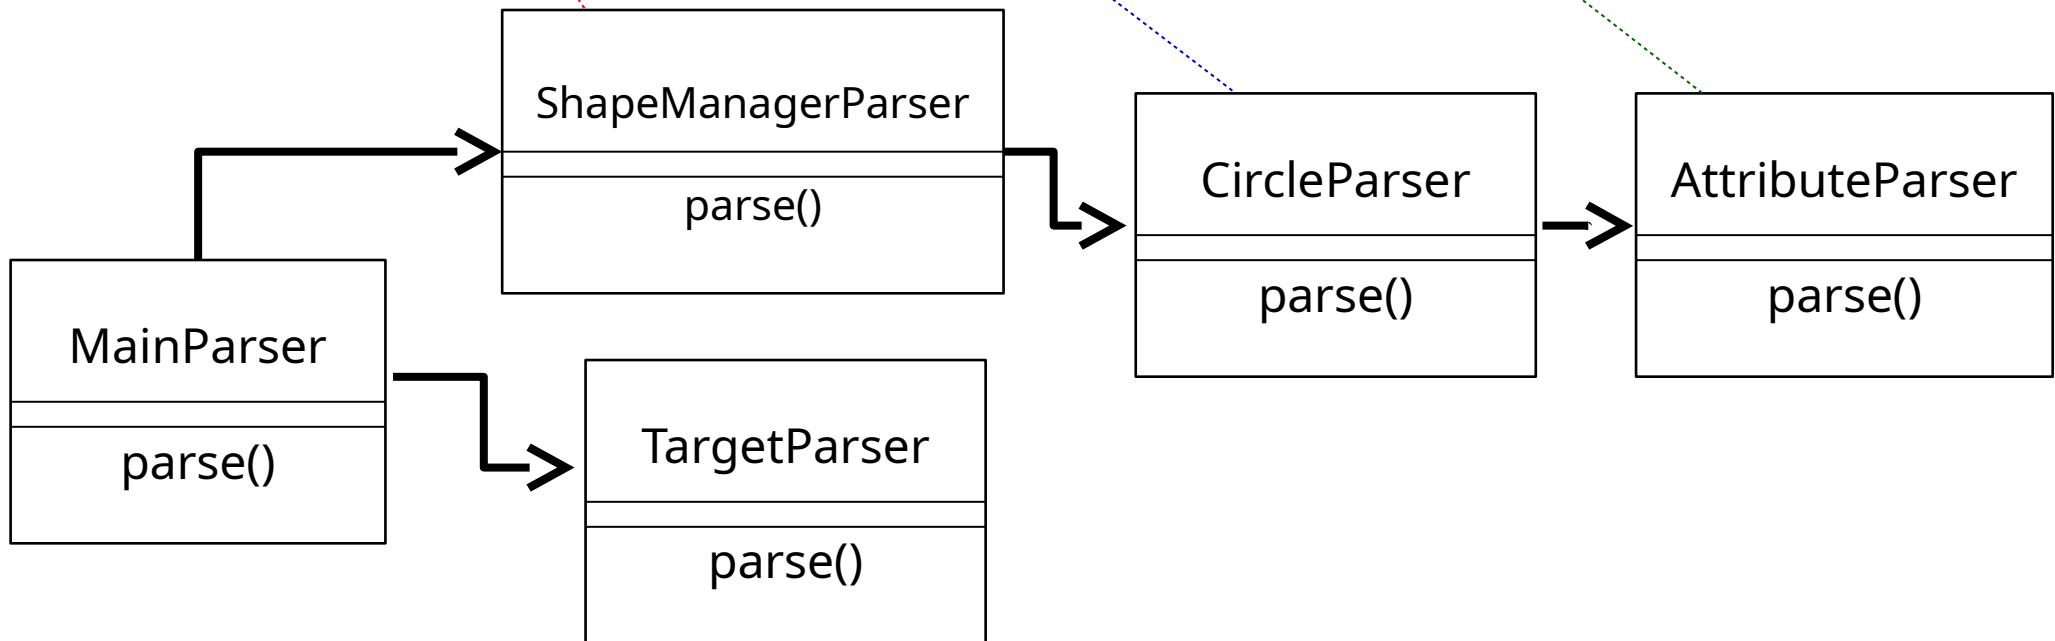 ShapeManagerParser
parse()
CircleParser
parse()
AttributeParser
parse()
MainParser
parse()
TargetParser
parse()